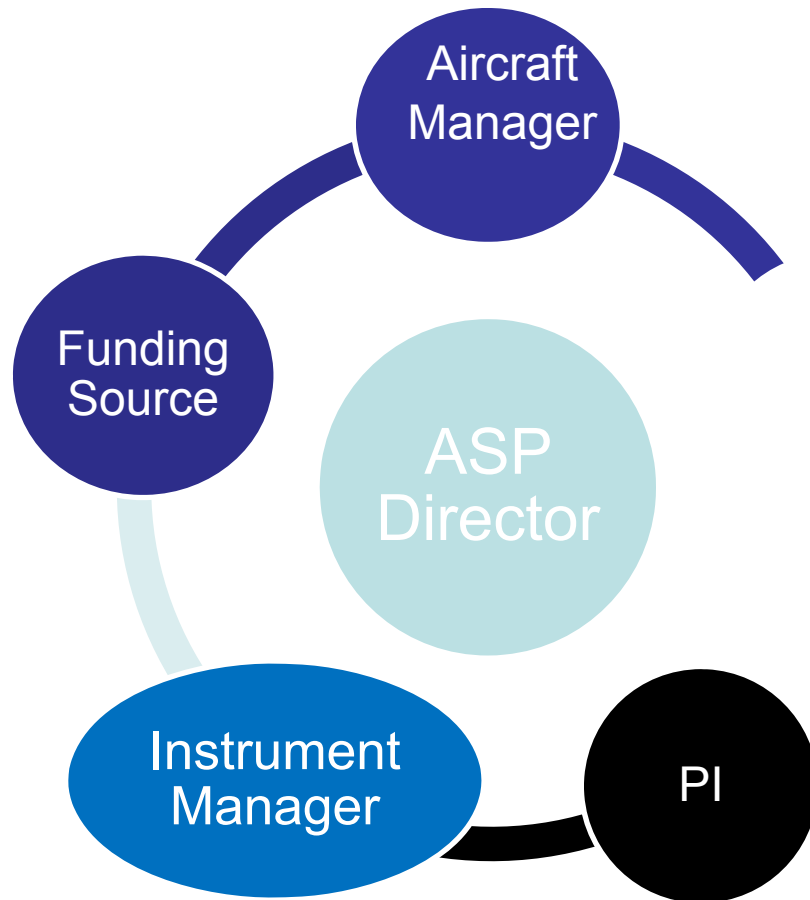 Aircraft
Manager
Funding
Source
ASP
Director
Instrument
Manager
PI